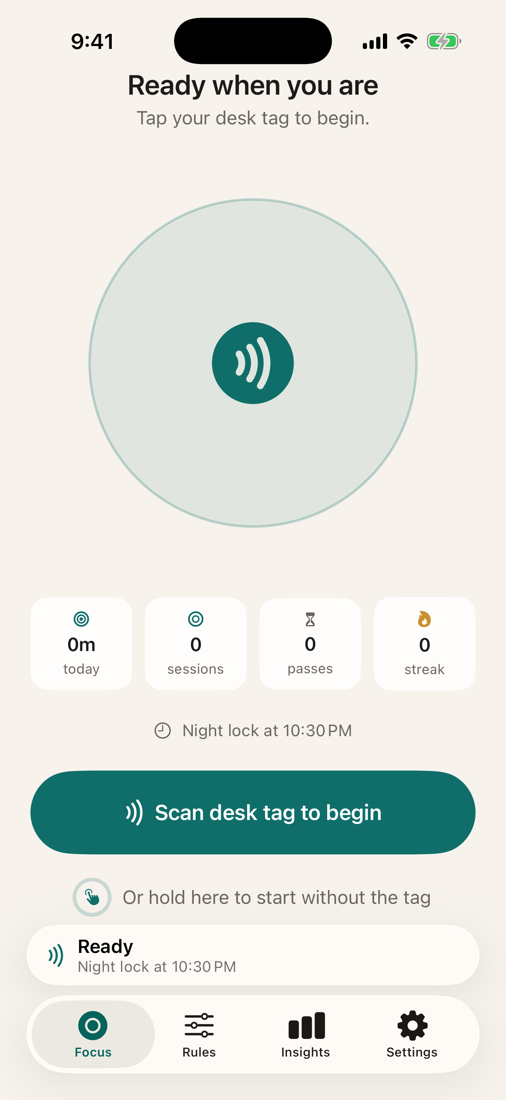 9:41
Ready when you are
Tap your desk tag to begin.
0m
today
0
sessions
0
passes
0
streak
Night lock at 10:30 PM
Scan desk tag to begin
Or hold here to start without the tag
Ready
Night lock at 10:30 PM
Focus
Rules
Insights
Settings